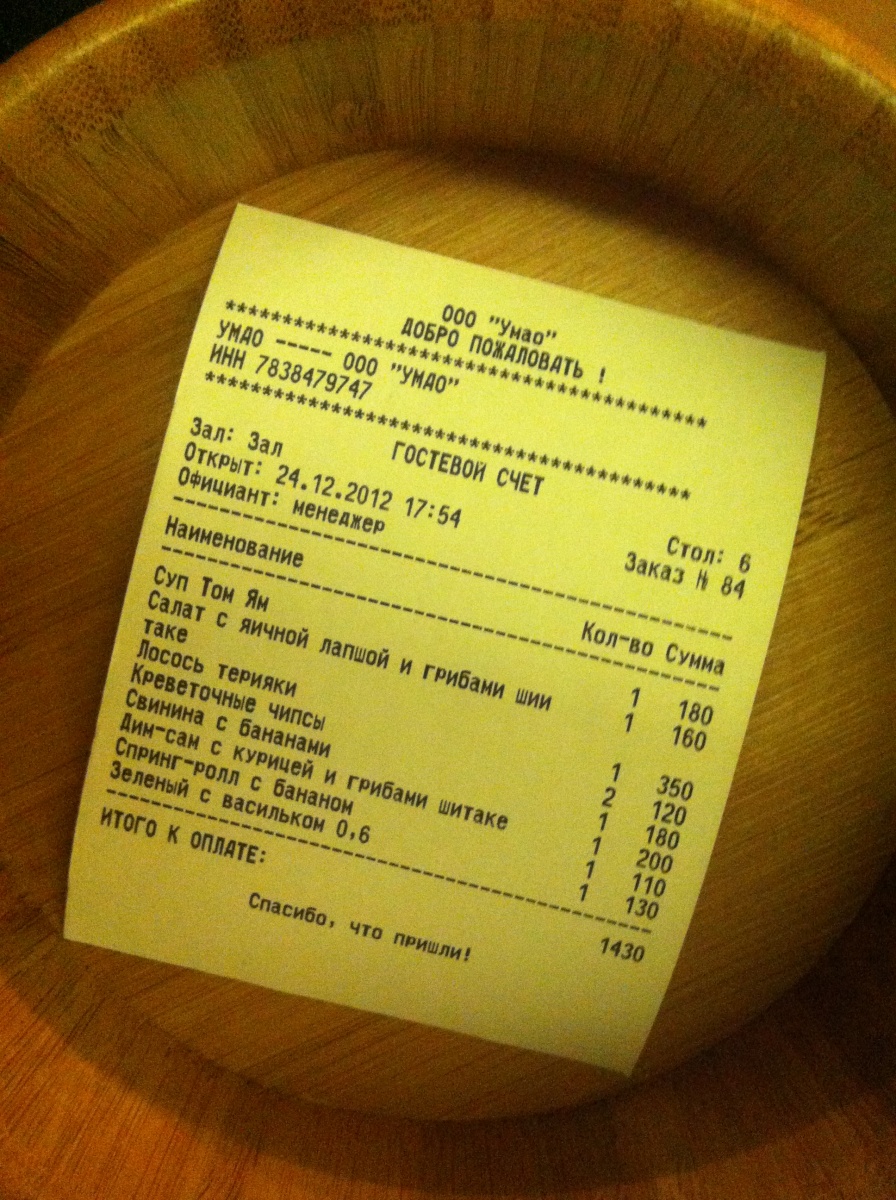 ООО "Умао"
ДОБРО ПОЖАЛОВАТЬ !
*****************************************
УМАО ----- ООО "УМАО"
ИНН 7838479747
*****************************************
ГОСТЕВОЙ СЧЕТ
Зал: Зал Стол: 6
Открыт: 24.12.2012 17:54 Заказ № 84
Официант: менеджер
-----------------------------------------
Наименование Кол-во Сумма
-----------------------------------------
Суп Том Ям 1 180
Салат с яичной лапшой и грибами шии 1 160
таке
Лосось терияки 1 350
Креветочные чипсы 2 120
Свинина с бананами 1 180
Дим-сам с курицей и грибами шитаке 1 200
Спринг-ролл с бананом 1 110
Зеленый с васильком 0,6 1 130
-----------------------------------------
ИТОГО К ОПЛАТЕ: 1430
Спасибо, что пришли!